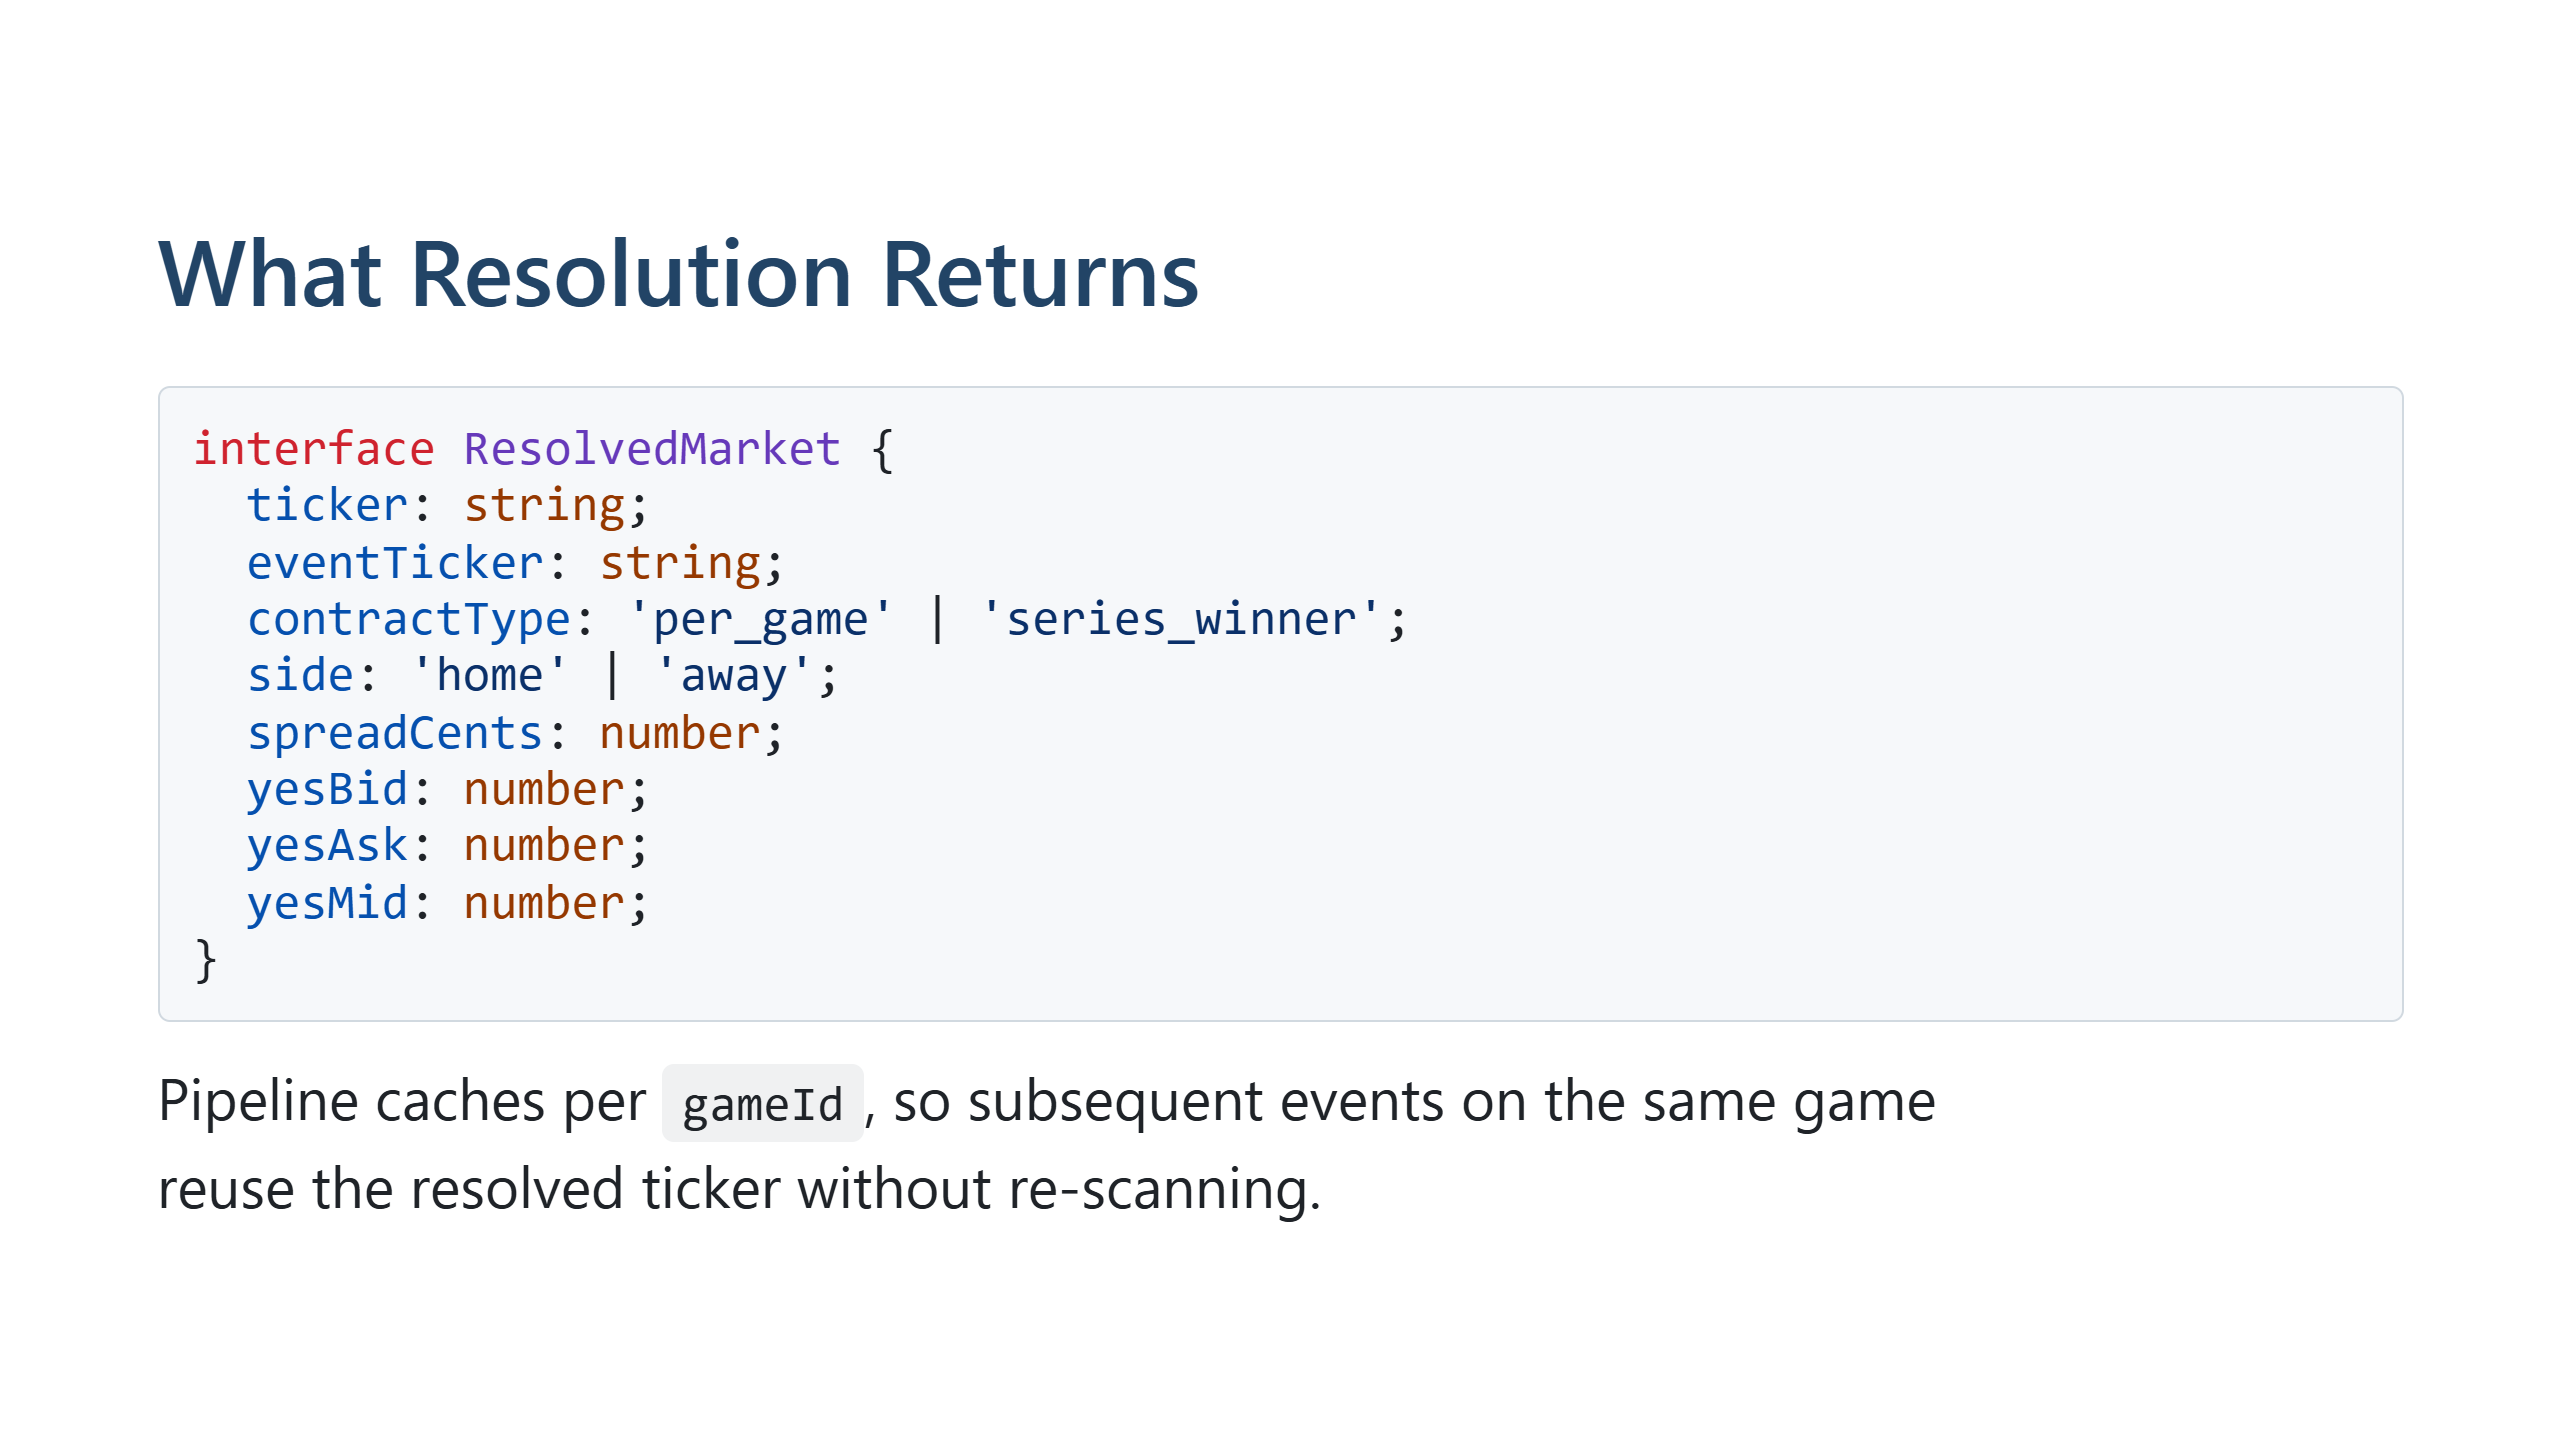 What Resolution Returns
interface ResolvedMarket {
  ticker: string;
  eventTicker: string;
  contractType: 'per_game' | 'series_winner';
  side: 'home' | 'away';
  spreadCents: number;
  yesBid: number;
  yesAsk: number;
  yesMid: number;
}
Pipeline caches per gameId, so subsequent events on the same game
reuse the resolved ticker without re-scanning.